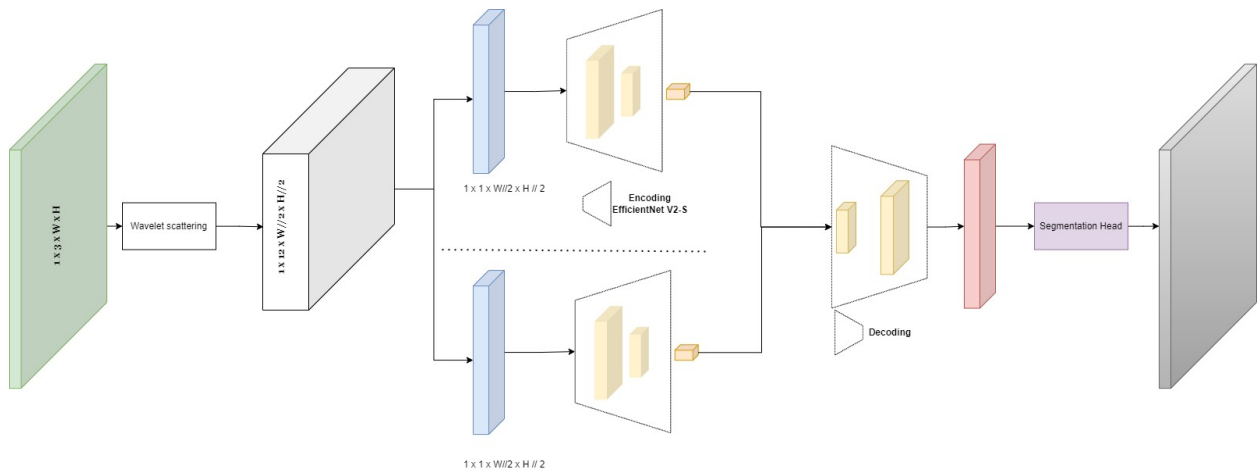 1 x 3 x W x H
Wavelet scattering
1 x 12 x W//2 x H//2
1 x 1 x W//2 x H // 2
Encoding
EfficientNet V2-S
1 x 1 x W//2 x H // 2
Decoding
Segmentation Head